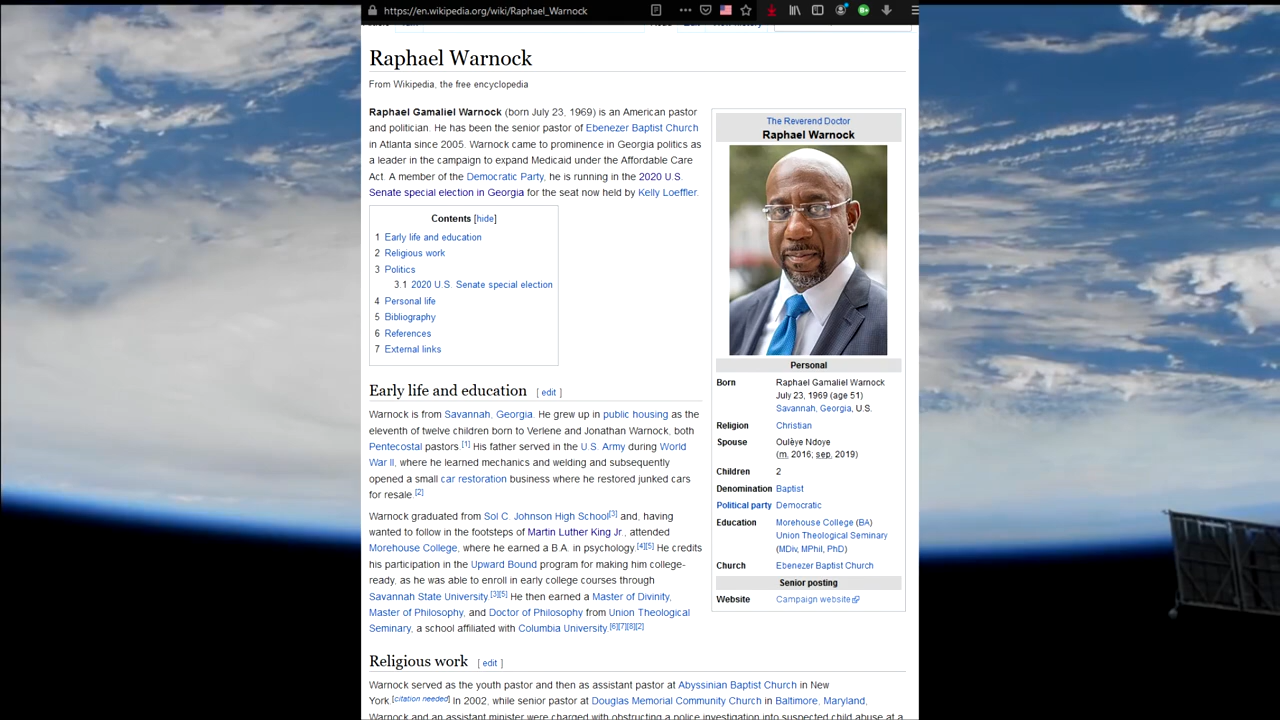 https://en.wikipedia.org/wiki/Raphael_Warnock
Raphael Warnock
From Wikipedia, the free encyclopedia
Raphael Gamaliel Warnock (born July 23, 1969) is an American pastor
and politician. He has been the senior pastor of Ebenezer Baptist Church
in Atlanta since 2005. Warnock came to prominence in Georgia politics as
a leader in the campaign to expand Medicaid under the Affordable Care
Act. A member of the Democratic Party, he is running in the 2020 U.S.
Senate special election in Georgia for the seat now held by Kelly Loeffler.
Contents [hide]
1 Early life and education
2 Religious work
3 Politics
3.1 2020 U.S. Senate special election
4 Personal life
5 Bibliography
6 References
7 External links
Early life and education [ edit ]
Warnock is from Savannah, Georgia. He grew up in public housing as the
eleventh of twelve children born to Verlene and Jonathan Warnock, both
Pentecostal pastors.[1] His father served in the U.S. Army during World
War II, where he learned mechanics and welding and subsequently
opened a small car restoration business where he restored junked cars
for resale.[2]
Warnock graduated from Sol C. Johnson High School[3] and, having
wanted to follow in the footsteps of Martin Luther King Jr., attended
Morehouse College, where he earned a B.A. in psychology.[4][5] He credits
his participation in the Upward Bound program for making him college-
ready, as he was able to enroll in early college courses through
Savannah State University.[3][5] He then earned a Master of Divinity,
Master of Philosophy, and Doctor of Philosophy from Union Theological
Seminary, a school affiliated with Columbia University.[6][7][8][2]
Religious work [ edit ]
Warnock served as the youth pastor and then as assistant pastor at Abyssinian Baptist Church in New
York.[citation needed] In 2002, while senior pastor at Douglas Memorial Community Church in Baltimore, Maryland,
Warnock and an assistant minister were charged with obstructing a police investigation into suspected child abuse at a
The Reverend Doctor
Raphael Warnock
Personal
Born Raphael Gamaliel Warnock
July 23, 1969 (age 51)
Savannah, Georgia, U.S.
Religion Christian
Spouse Oulèye Ndoye
(m. 2016; sep. 2019)
Children 2
Denomination Baptist
Political party Democratic
Education Morehouse College (BA)
Union Theological Seminary
(MDiv, MPhil, PhD)
Church Ebenezer Baptist Church
Senior posting
Website Campaign website